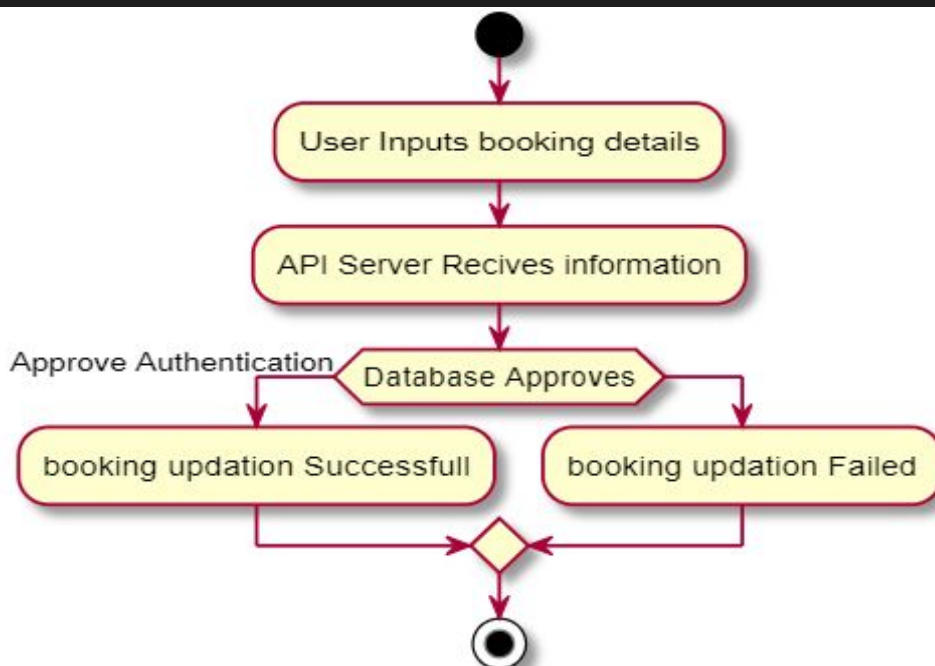 User Inputs booking details
API Server Recives information
Approve Authentication
Database Approves
booking updation Successfull
booking updation Failed